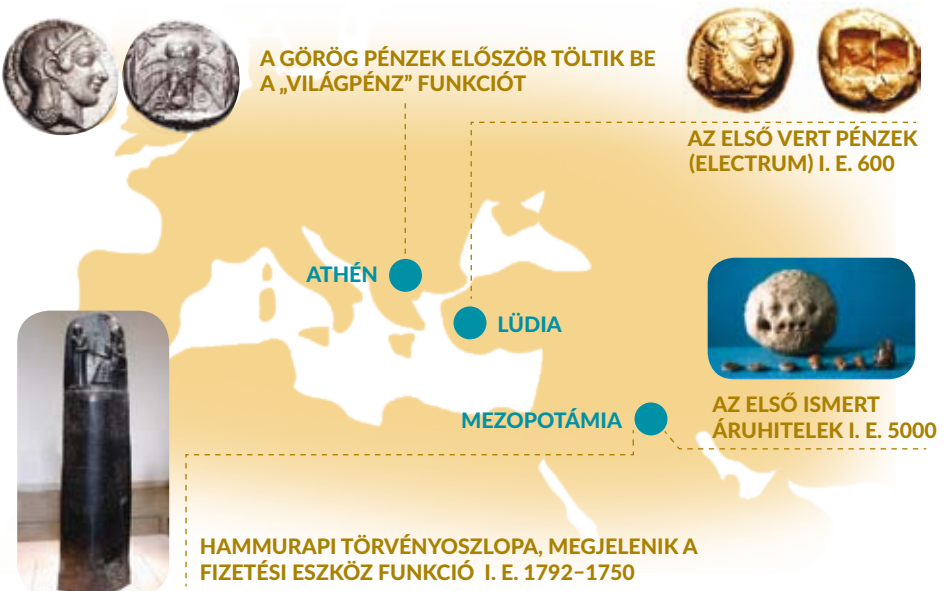 A GÖRÖG PÉNZEK ELŐSZÖR TÖLTIK BE
A „VILÁGPÉNZ” FUNKCIÓT
AZ ELSŐ VERT PÉNZEK
(ELECTRUM) I. E. 600
ATHÉN
LÜDIA
MEZOPOTÁMIA
AZ ELSŐ ISMERT
ÁRUHITELEK I. E. 5000
HAMMURAPI TÖRVÉNYOSZLOPA, MEGJELENIK A
FIZETÉSI ESZKÖZ FUNKCIÓ I. E. 1792–1750